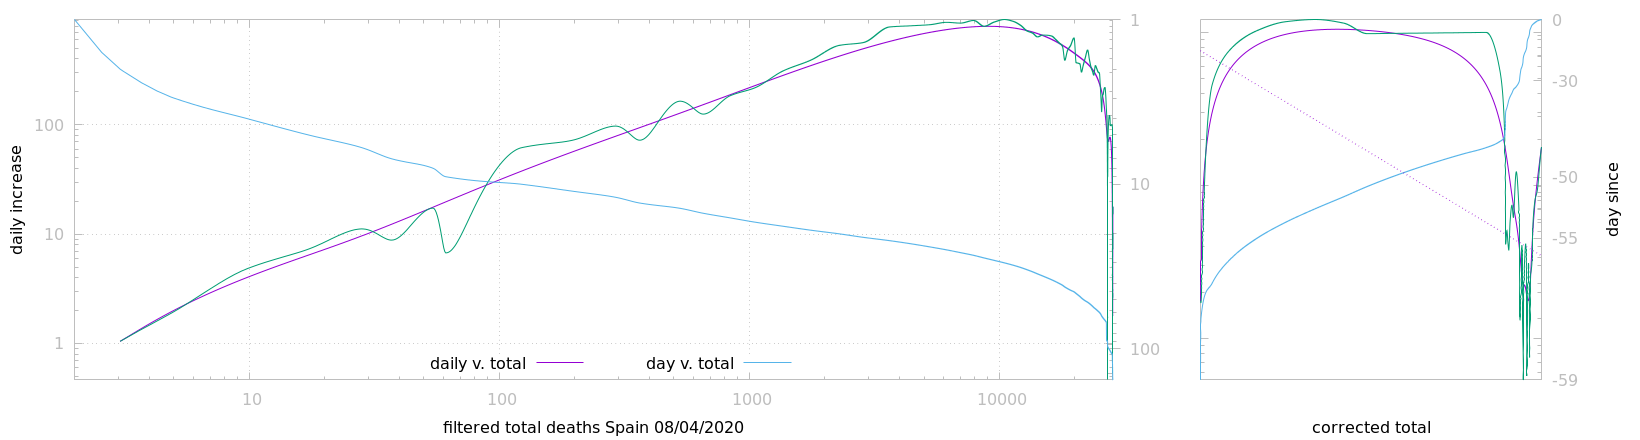 daily increase
100
10
1
10
100
1000
10000
1
10
100
daily v. total
day v. total
filtered total deaths Spain 08/04/2020
0
-30
-50
-55
-59
day since
corrected total